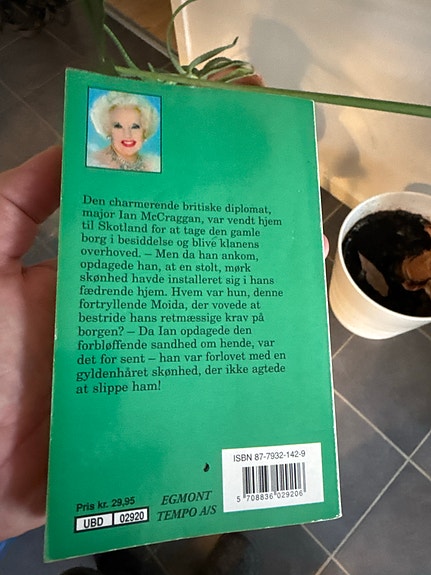 Den charmerende britiske diplomat,
major Ian McCraggan, var vendt hjem
til Skotland for at tage den gamle
borg i besiddelse og blive klanens
overhoved. – Men da han ankom,
opdagede han, at en stolt, mørk
skønhed havde installeret sig i hans
fædrene hjem. Hvem var hun, denne
fortryllende Moida, der vovede at
bestride hans retmæssige krav på
borgen? – Da Ian opdagede den
forbløffende sandhed om hende, var
det for sent – han var forlovet med en
gyldenhåret skønhed, der ikke agtede
at slippe ham!
ISBN 87-7932-142-9
5 708836 029206
Pris kr. 29,95
UBD 02920
EGMONT
TEMPO A/S